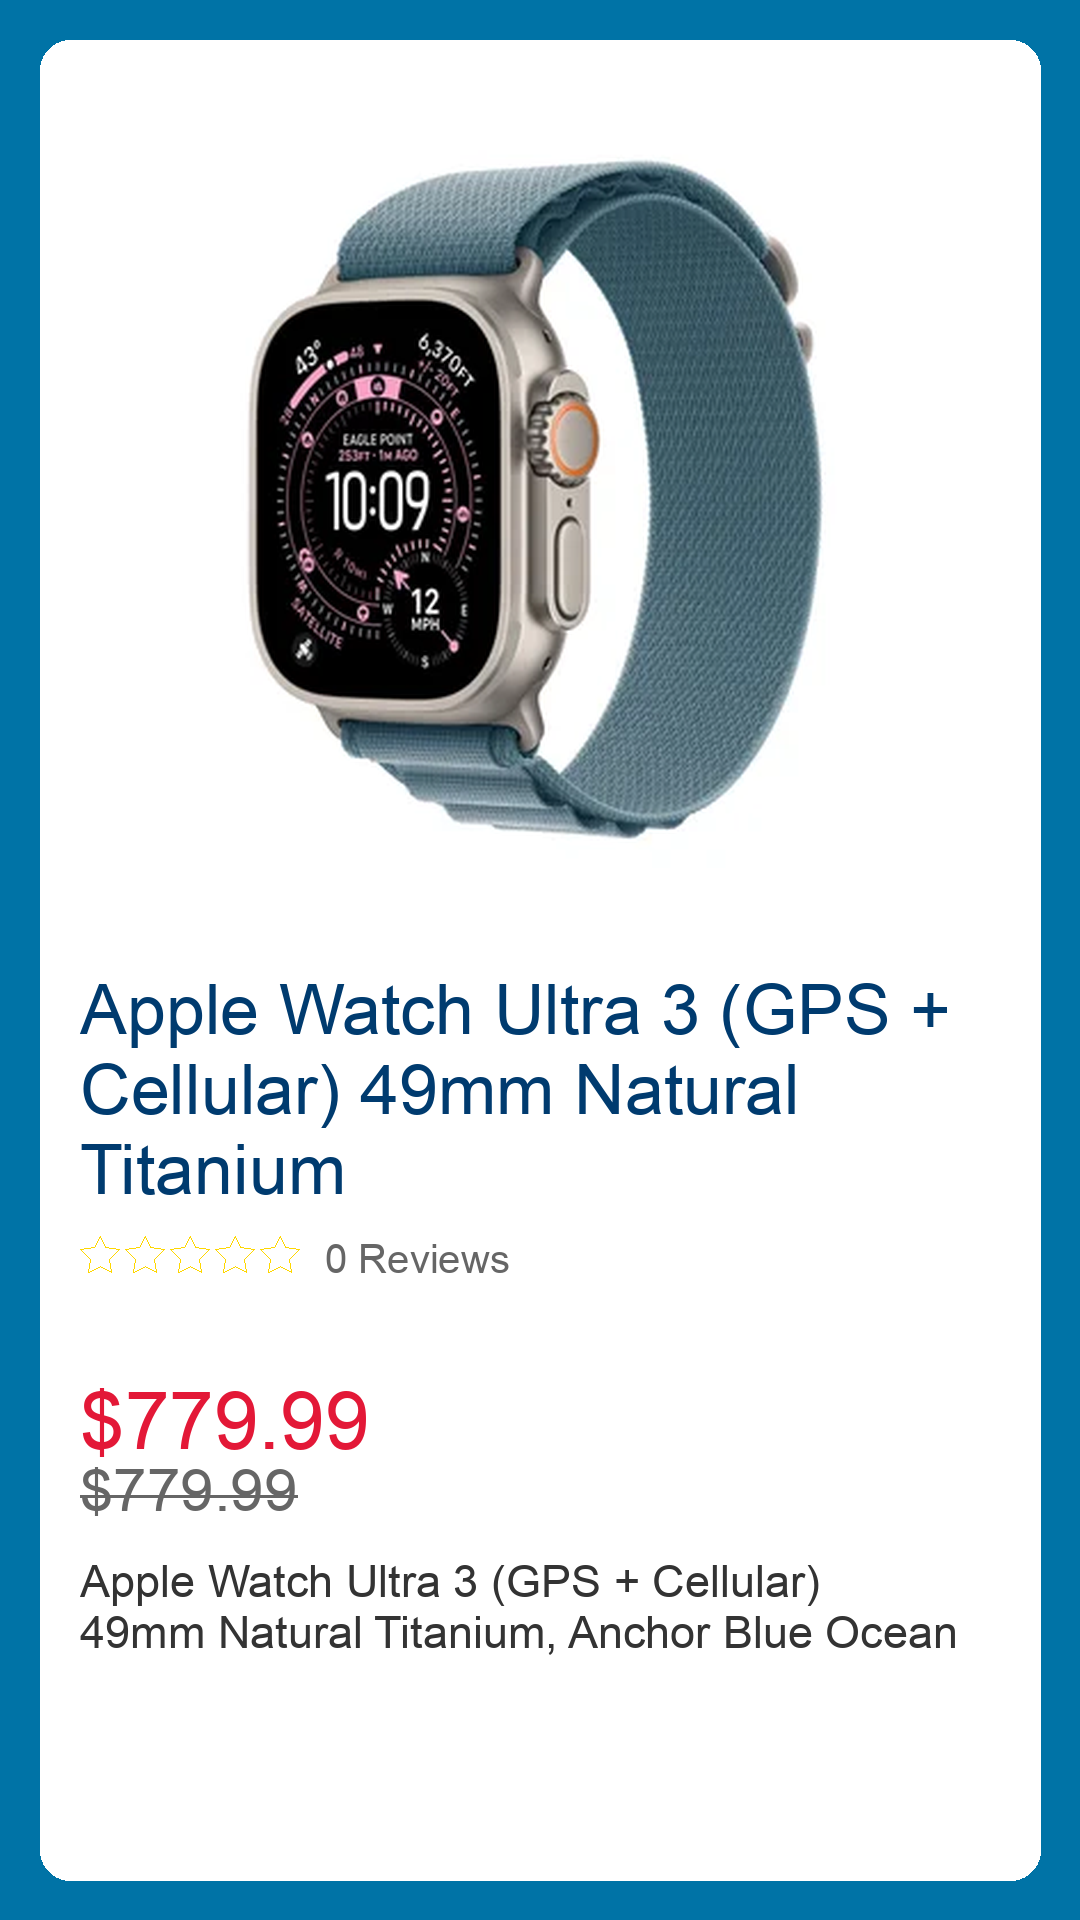 43°
48
28
6,370FT
+/- 20FT
N
E
EAGLE POINT
253FT · 1M AGO
10:09
N
W
12
E
MPH
S
SATELLITE
Apple Watch Ultra 3 (GPS +
Cellular) 49mm Natural
Titanium
0 Reviews
$779.99
$779.99
Apple Watch Ultra 3 (GPS + Cellular)
49mm Natural Titanium, Anchor Blue Ocean